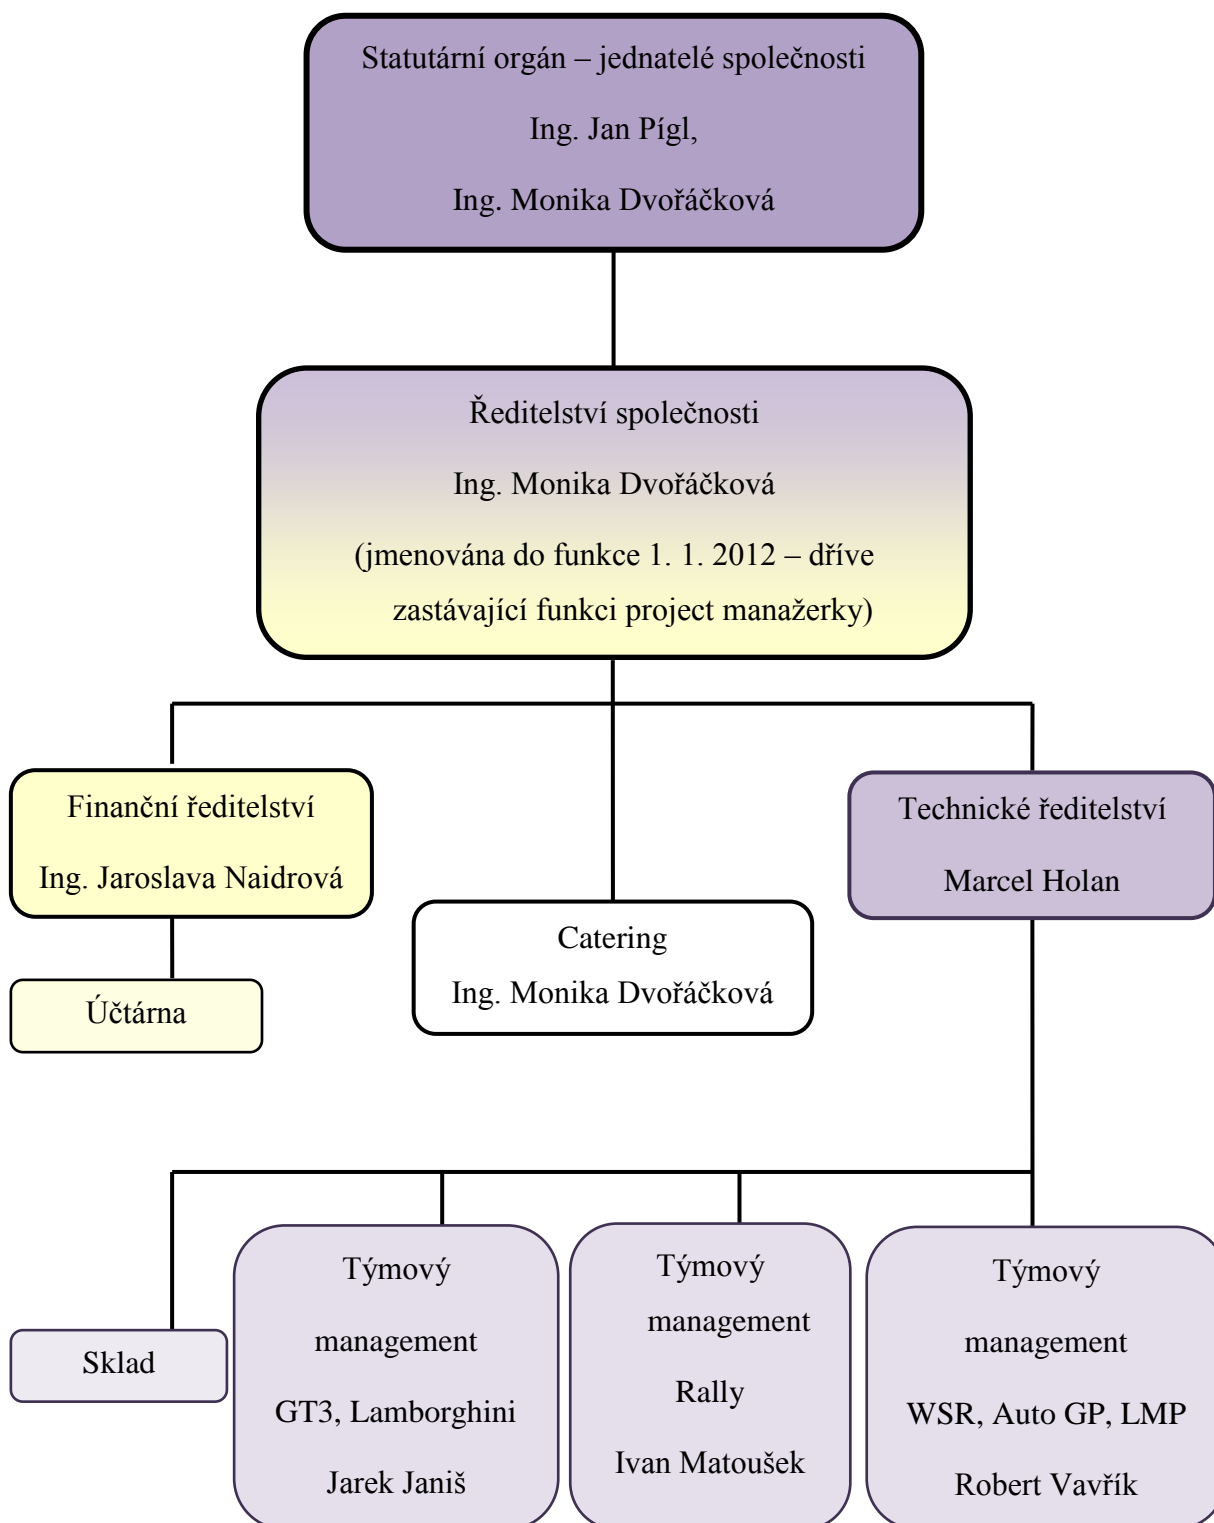 Statutární orgán – jednatelé společnosti
Ing. Jan Pígl,
Ing. Monika Dvořáčková
Ředitelství společnosti
Ing. Monika Dvořáčková
(jmenována do funkce 1. 1. 2012 – dříve
zastávající funkci project manažerky)
Finanční ředitelství
Ing. Jaroslava Naidrová
Účtárna
Catering
Ing. Monika Dvořáčková
Technické ředitelství
Marcel Holan
Sklad
Týmový
management
GT3, Lamborghini
Jarek Janiš
Týmový
management
Rally
Ivan Matoušek
Týmový
management
WSR, Auto GP, LMP
Robert Vavřík